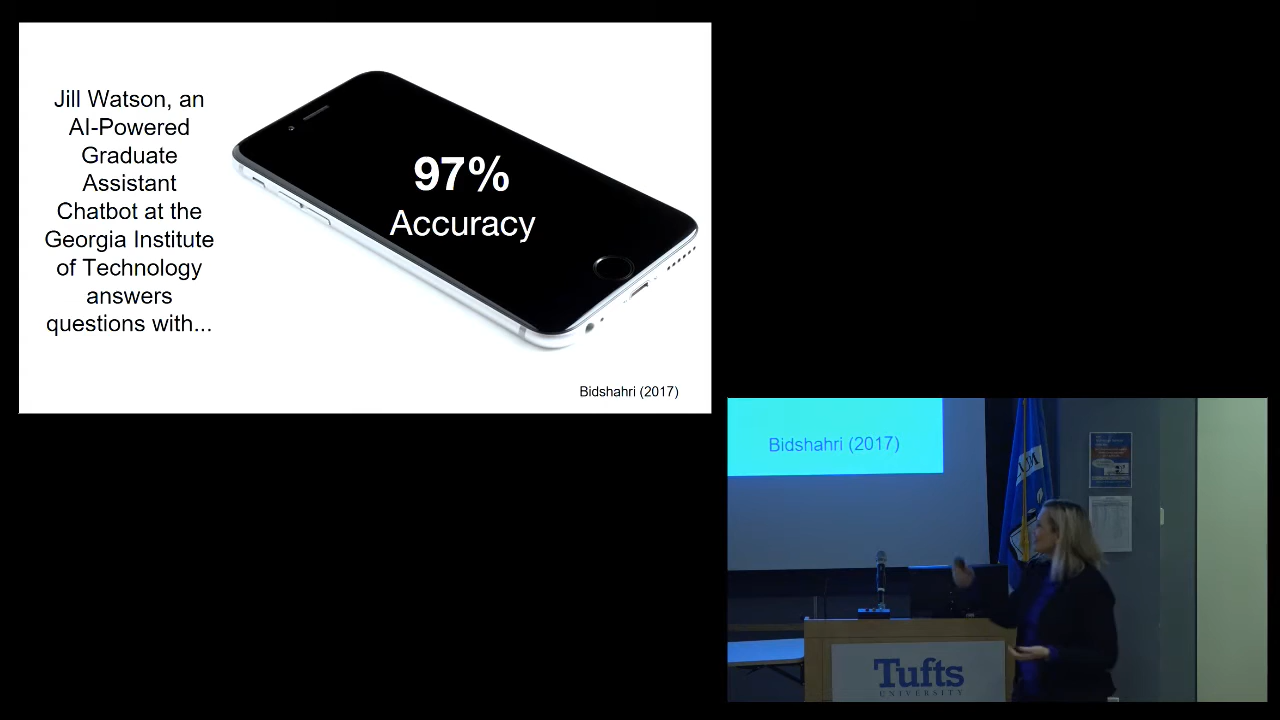 Jill Watson, an
AI-Powered
Graduate
Assistant
Chatbot at the
Georgia Institute
of Technology
answers
questions with...
97%
Accuracy
Bidshahri (2017)
Bidshahri (2017)
Tufts
UNIVERSITY